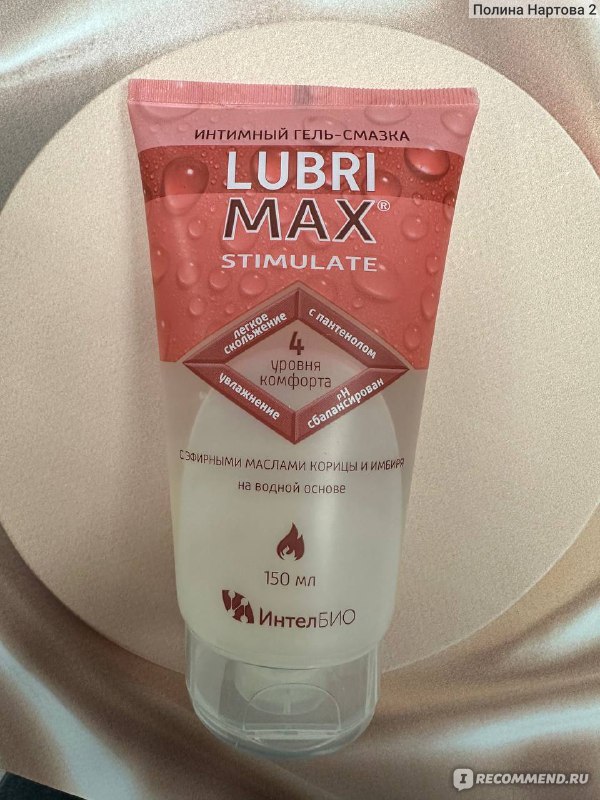 Полина Нартова 2
ИНТИМНЫЙ ГЕЛЬ-СМАЗКА
LUBRI
MAX®
STIMULATE
легкое скольжение
с пантенолом
4
уровня
комфорта
увлажнение
pH сбалансирован
С ЭФИРНЫМИ МАСЛАМИ КОРИЦЫ И ИМБИРЯ
на водной основе
150 мл
ИнтелБИО
I RECOMMEND.RU